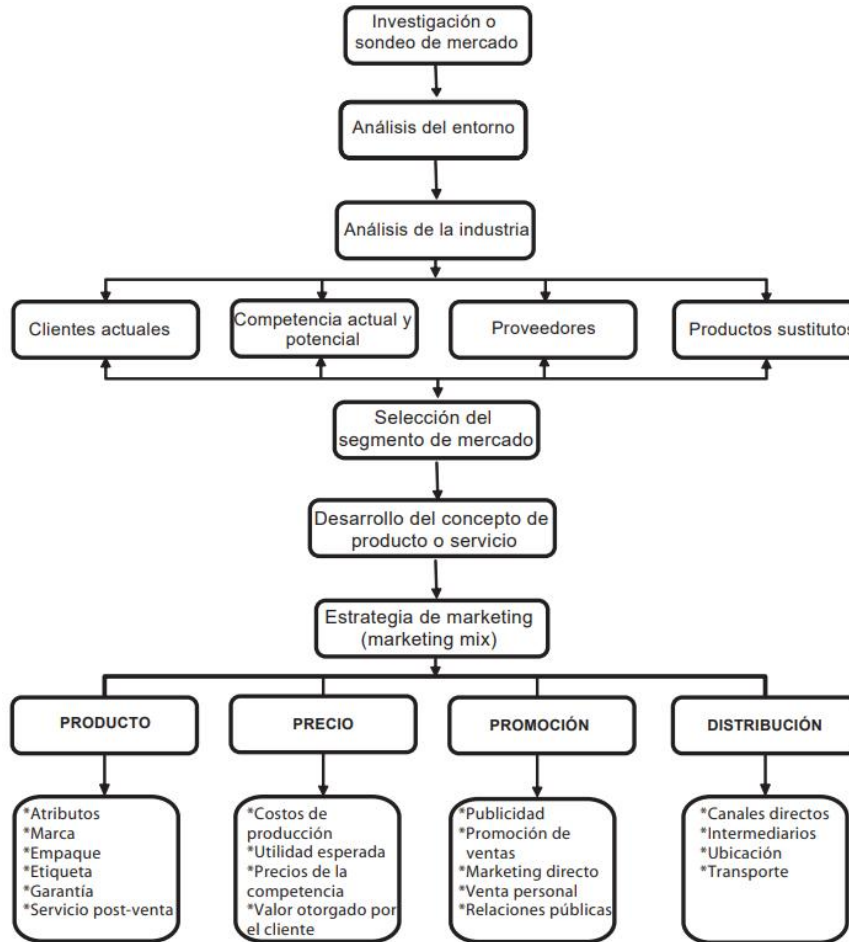 Investigación o
sondeo de mercado
Análisis del entorno
Análisis de la industria
Clientes actuales
Competencia actual y
potencial
Proveedores
Productos sustitutos
Selección del
segmento de mercado
Desarrollo del concepto de
producto o servicio
Estrategia de marketing
(marketing mix)
PRODUCTO
PRECIO
PROMOCIÓN
DISTRIBUCIÓN
*Atributos
*Marca
*Empaque
*Etiqueta
*Garantía
*Servicio post-venta
*Costos de
producción
*Utilidad esperada
*Precios de la
competencia
*Valor otorgado por
el cliente
*Publicidad
*Promoción de
ventas
*Marketing directo
*Venta personal
*Relaciones públicas
*Canales directos
*Intermediarios
*Ubicación
*Transporte